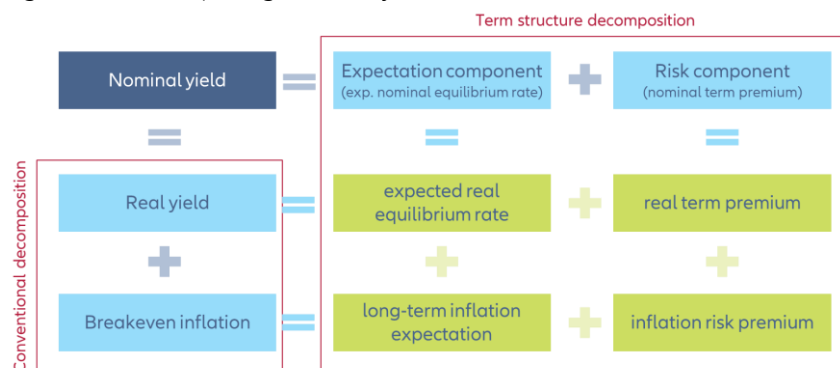 Term structure decomposition
Nominal yield
=
Expectation component
(exp. nominal equilibrium rate)
+
Risk component
(nominal term premium)
=
=
=
Conventional decomposition
Real yield
=
expected real
equilibrium rate
+
real term premium
+
+
+
Breakeven inflation
=
long-term inflation
expectation
+
inflation risk premium